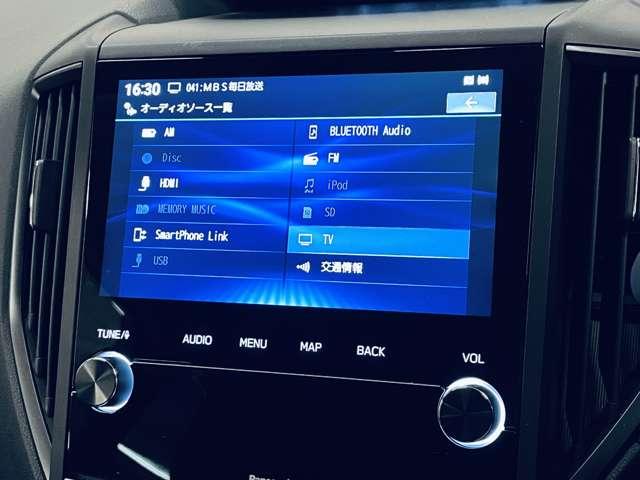 16:30 041:MBS毎日放送
オーディオソース一覧
AM
BLUETOOTH Audio
Disc
FM
HDMI
iPod
MEMORY MUSIC
SD
SmartPhone Link
TV
USB
交通情報
TUNE/
AUDIO
MENU
MAP
BACK
VOL